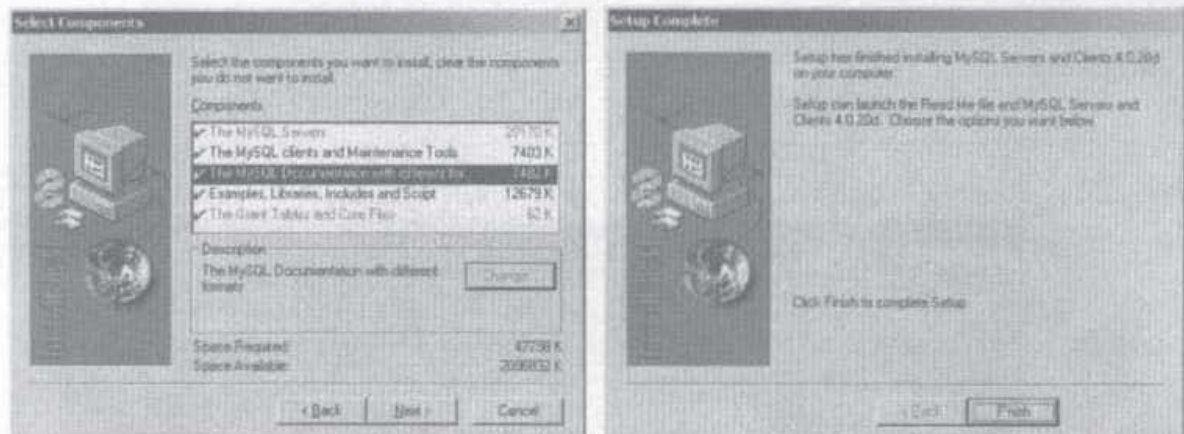 Select Components
Select the components you want to install, clear the components
you do not want to install.
Components
The MySQL Servers
The MySQL clients and Maintenance Tools 7403 K
The MySQL Documentation with different for
Examples, Libraries, Includes and Script 12679 K
The Grant Tables and Core Files 62 K
Description
The MySQL Documentation with different
formats
Change
Space Required:
Space Available:
< Back
Next >
Cancel
Setup Complete
Setup has finished installing MySQL Servers and Clients 4.0.20d
on your computer.
Setup can launch the Read Me file and MySQL Servers and
Clients 4.0.20d. Choose the options you want below.
Click Finish to complete Setup.
< Back
Finish